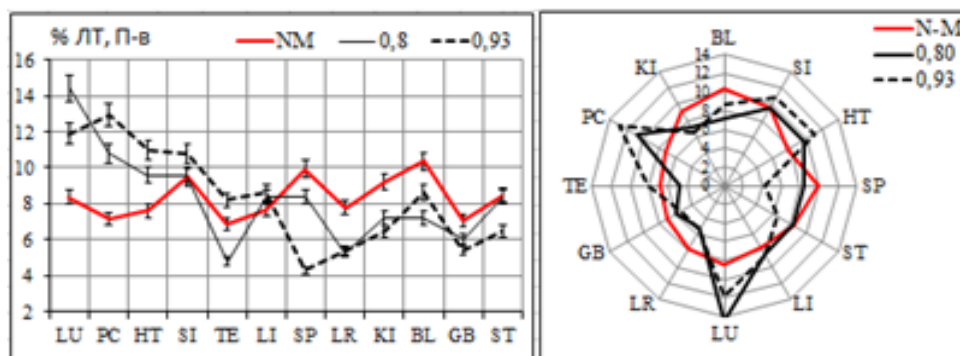 % ЛТ, П-в NM 0,8 0,93
16
14
12
10
8
6
4
2
LU PC HT SI TE LI SP LR KI BL GB ST
N-M
0,80
0,93
BL
KI SI
PC HT
TE SP
GB ST
LR LI
LU
14
12
10
8
6
4
2
0